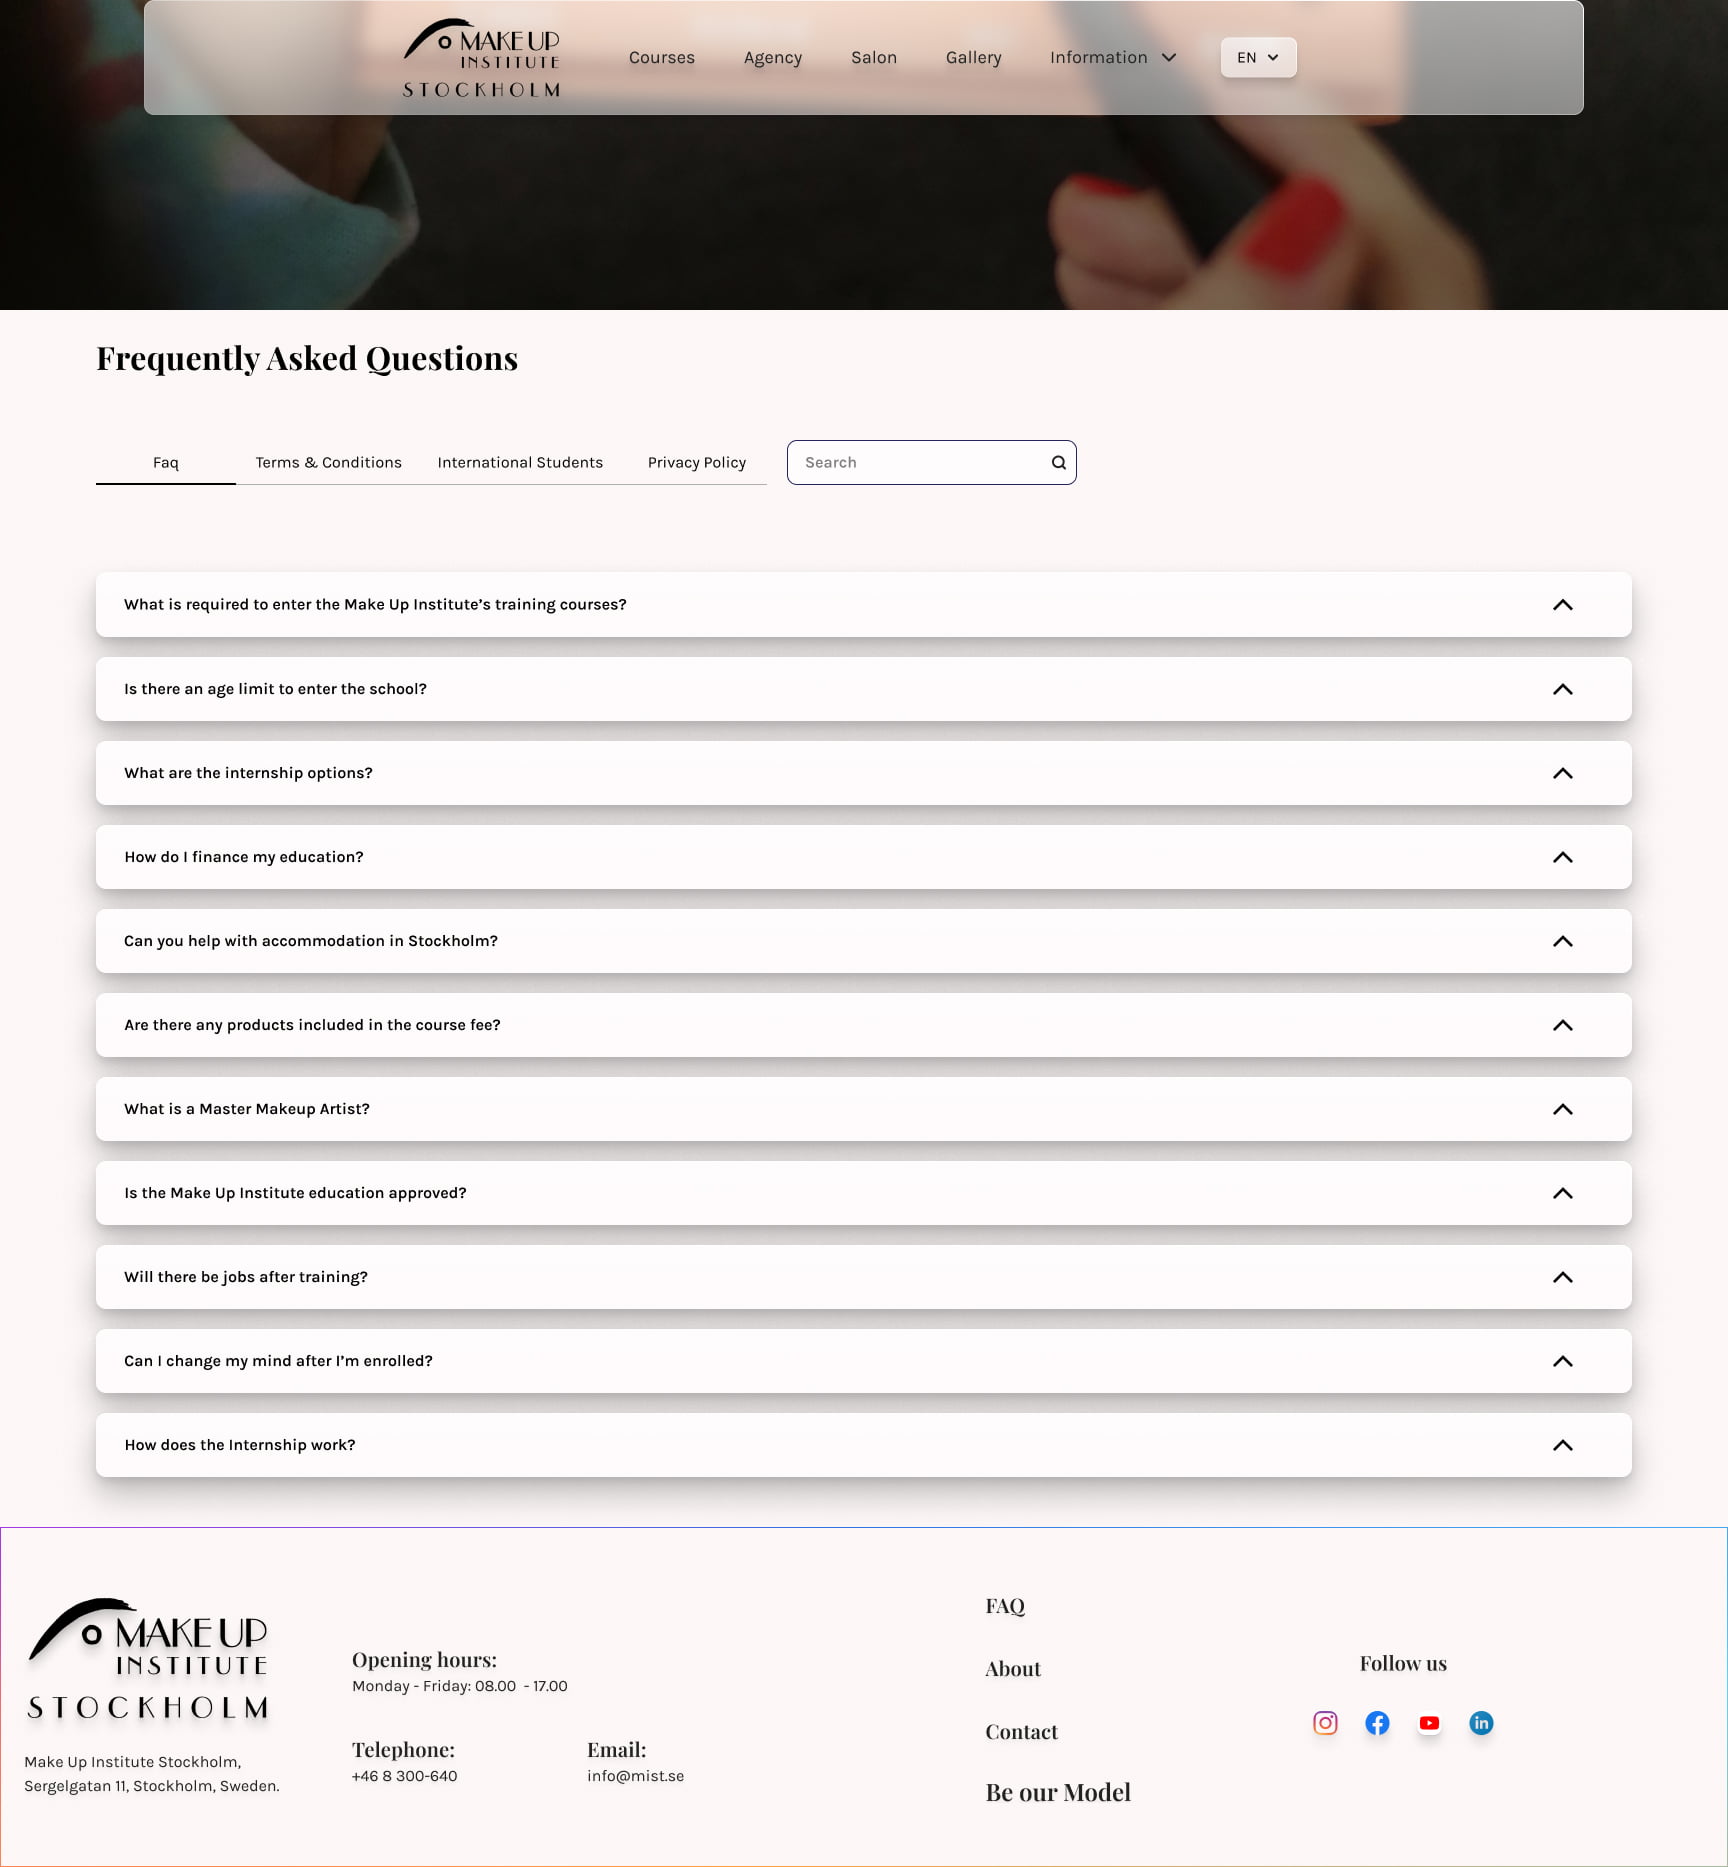 MAKE UP
INSTITUTE
STOCKHOLM
Courses
Agency
Salon
Gallery
Information
EN
Frequently Asked Questions
Faq
Terms & Conditions
International Students
Privacy Policy
Search
What is required to enter the Make Up Institute’s training courses?
Is there an age limit to enter the school?
What are the internship options?
How do I finance my education?
Can you help with accommodation in Stockholm?
Are there any products included in the course fee?
What is a Master Makeup Artist?
Is the Make Up Institute education approved?
Will there be jobs after training?
Can I change my mind after I’m enrolled?
How does the Internship work?
MAKE UP
INSTITUTE
STOCKHOLM
Make Up Institute Stockholm,
Sergelgatan 11, Stockholm, Sweden.
Opening hours:
Monday - Friday: 08.00 - 17.00
Telephone:
+46 8 300-640
Email:
info@mist.se
FAQ
About
Contact
Be our Model
Follow us
in